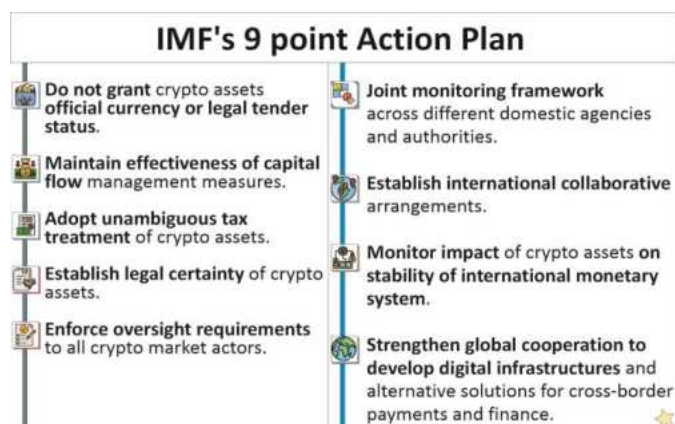 IMF's 9 point Action Plan
Do not grant crypto assets
official currency or legal tender
status.
Maintain effectiveness of capital
flow management measures.
Adopt unambiguous tax
treatment of crypto assets.
Establish legal certainty of crypto
assets.
Enforce oversight requirements
to all crypto market actors.
Joint monitoring framework
across different domestic agencies
and authorities.
Establish international collaborative
arrangements.
Monitor impact of crypto assets on
stability of international monetary
system.
Strengthen global cooperation to
develop digital infrastructures and
alternative solutions for cross-border
payments and finance.